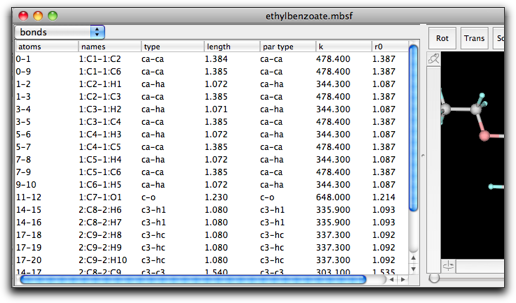 ethylbenzoate.mbsf
bonds
Rot Trans
atoms names type length par type k r0
0-1 1:C1-1:C2 ca-ca 1.384 ca-ca 478.400 1.387
0-9 1:C1-1:C6 ca-ca 1.385 ca-ca 478.400 1.387
1-2 1:C2-1:H1 ca-ha 1.072 ca-ha 344.300 1.087
1-3 1:C2-1:C3 ca-ca 1.385 ca-ca 478.400 1.387
3-4 1:C3-1:H2 ca-ha 1.071 ca-ha 344.300 1.087
3-5 1:C3-1:C4 ca-ca 1.385 ca-ca 478.400 1.387
5-6 1:C4-1:H3 ca-ha 1.072 ca-ha 344.300 1.087
5-7 1:C4-1:C5 ca-ca 1.385 ca-ca 478.400 1.387
7-8 1:C5-1:H4 ca-ha 1.072 ca-ha 344.300 1.087
7-9 1:C5-1:C6 ca-ca 1.385 ca-ca 478.400 1.387
9-10 1:C6-1:H5 ca-ha 1.072 ca-ha 344.300 1.087
11-12 1:C7-1:O1 c-o 1.230 c-o 648.000 1.214
14-15 2:C8-2:H6 c3-h1 1.080 c3-h1 335.900 1.093
14-16 2:C8-2:H7 c3-h1 1.080 c3-h1 335.900 1.093
17-18 2:C9-2:H8 c3-hc 1.080 c3-hc 337.300 1.092
17-19 2:C9-2:H9 c3-hc 1.080 c3-hc 337.300 1.092
17-20 2:C9-2:H10 c3-hc 1.080 c3-hc 337.300 1.092
14-17 2:C8-2:C9 c3-c3 1.540 c3-c3 303.100 1.535